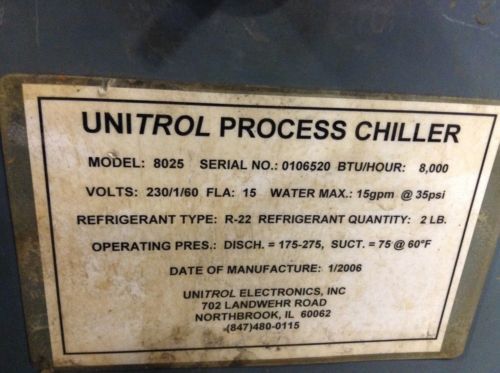 UNITROL PROCESS CHILLER
MODEL: 8025 SERIAL NO.: 0106520 BTU/HOUR: 8,000
VOLTS: 230/1/60 FLA: 15 WATER MAX.: 15gpm @ 35psi
REFRIGERANT TYPE: R-22 REFRIGERANT QUANTITY: 2 LB.
OPERATING PRES.: DISCH. = 175-275, SUCT. = 75 @ 60°F
DATE OF MANUFACTURE: 1/2006
UNITROL ELECTRONICS, INC
702 LANDWEHR ROAD
NORTHBROOK, IL 60062
(847)480-0115